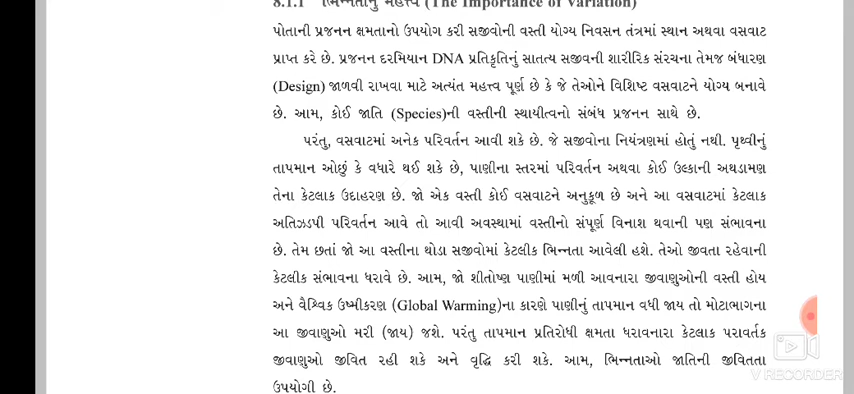 8.1.1 ભિન્નતાનું મહત્ત્વ (The Importance of Variation)
પોતાની પ્રજનન ક્ષમતાનો ઉપયોગ કરી સજીવોની વસ્તી યોગ્ય નિવસન તંત્રમાં સ્થાન અથવા વસવાટ
પ્રાપ્ત કરે છે. પ્રજનન દરમિયાન DNA પ્રતિકૃતિનું સાતત્ય સજીવની શારીરિક સંરચના તેમજ બંધારણ
(Design) જાળવી રાખવા માટે અત્યંત મહત્ત્વ પૂર્ણ છે કે જે તેઓને વિશિષ્ટ વસવાટને યોગ્ય બનાવે
છે. આમ, કોઈ જાતિ (Species)ની વસ્તીની સ્થાયીત્વનો સંબંધ પ્રજનન સાથે છે.
પરંતુ, વસવાટમાં અનેક પરિવર્તન આવી શકે છે. જે સજીવોના નિયંત્રણમાં હોતું નથી. પૃથ્વીનું
તાપમાન ઓછું કે વધારે થઈ શકે છે, પાણીના સ્તરમાં પરિવર્તન અથવા કોઈ ઉલ્કાની અથડામણ
તેના કેટલાક ઉદાહરણ છે. જો એક વસ્તી કોઈ વસવાટને અનુકૂળ છે અને આ વસવાટમાં કેટલાક
અતિઝડપી પરિવર્તન આવે તો આવી અવસ્થામાં વસ્તીનો સંપૂર્ણ વિનાશ થવાની પણ સંભાવના
છે. તેમ છતાં જો આ વસ્તીના થોડા સજીવોમાં કેટલીક ભિન્નતા આવેલી હશે. તેઓ જીવતા રહેવાની
કેટલીક સંભાવના ધરાવે છે. આમ, જો શીતોષ્ણ પાણીમાં મળી આવનારા જીવાણુઓની વસ્તી હોય
અને વૈશ્વિક ઉષ્મીકરણ (Global Warming)ના કારણે પાણીનું તાપમાન વધી જાય તો મોટાભાગના
આ જીવાણુઓ મરી (જાય) જશે. પરંતુ તાપમાન પ્રતિરોધી ક્ષમતા ધરાવનારા કેટલાક પરાવર્તક
જીવાણુઓ જીવિત રહી શકે અને વૃદ્ધિ કરી શકે. આમ, ભિન્નતાઓ જાતિની જીવિતતા
ઉપયોગી છે.
V RECORDER